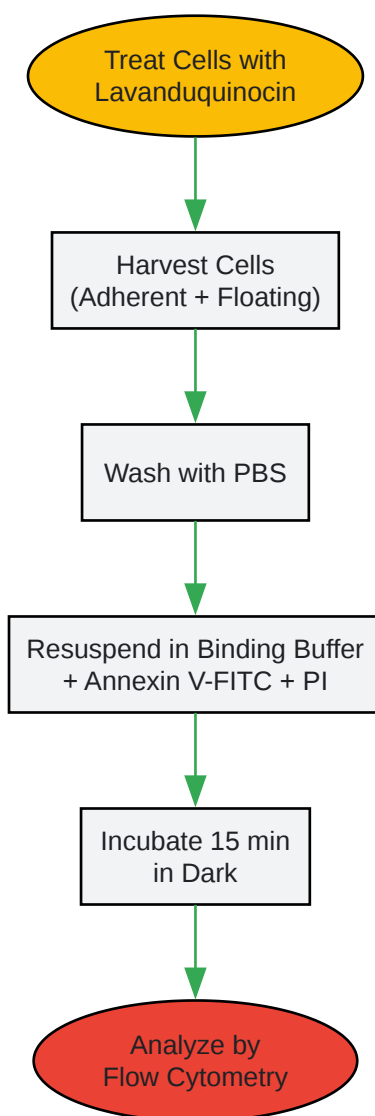 Treat Cells with
Lavanduquinocin
Harvest Cells
(Adherent + Floating)
Wash with PBS
Resuspend in Binding Buffer
+ Annexin V-FITC + PI
Incubate 15 min
in Dark
Analyze by
Flow Cytometry